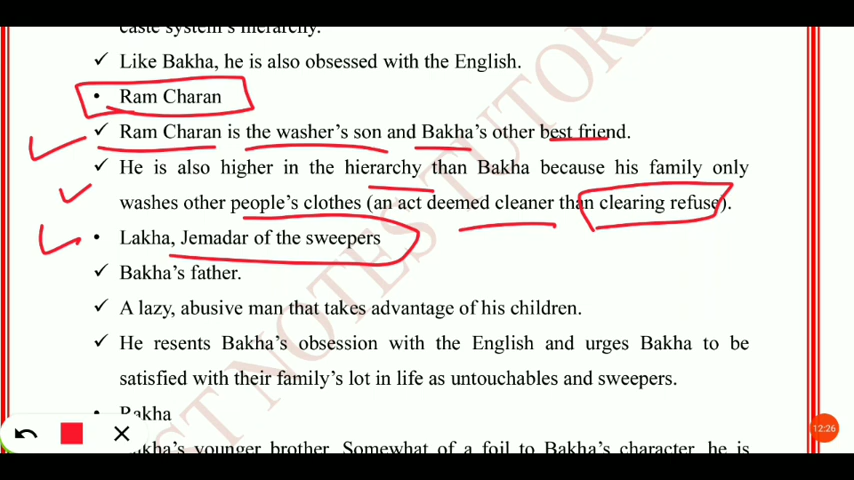 caste system's hierarchy.
✓ Like Bakha, he is also obsessed with the English.
• Ram Charan
✓ Ram Charan is the washer's son and Bakha's other best friend.
✓ He is also higher in the hierarchy than Bakha because his family only
washes other people's clothes (an act deemed cleaner than clearing refuse).
• Lakha, Jemadar of the sweepers
✓ Bakha's father.
✓ A lazy, abusive man that takes advantage of his children.
✓ He resents Bakha's obsession with the English and urges Bakha to be
satisfied with their family's lot in life as untouchables and sweepers.
• Rakha
12:26
younger brother. Somewhat of a foil to Bakha's character, he is